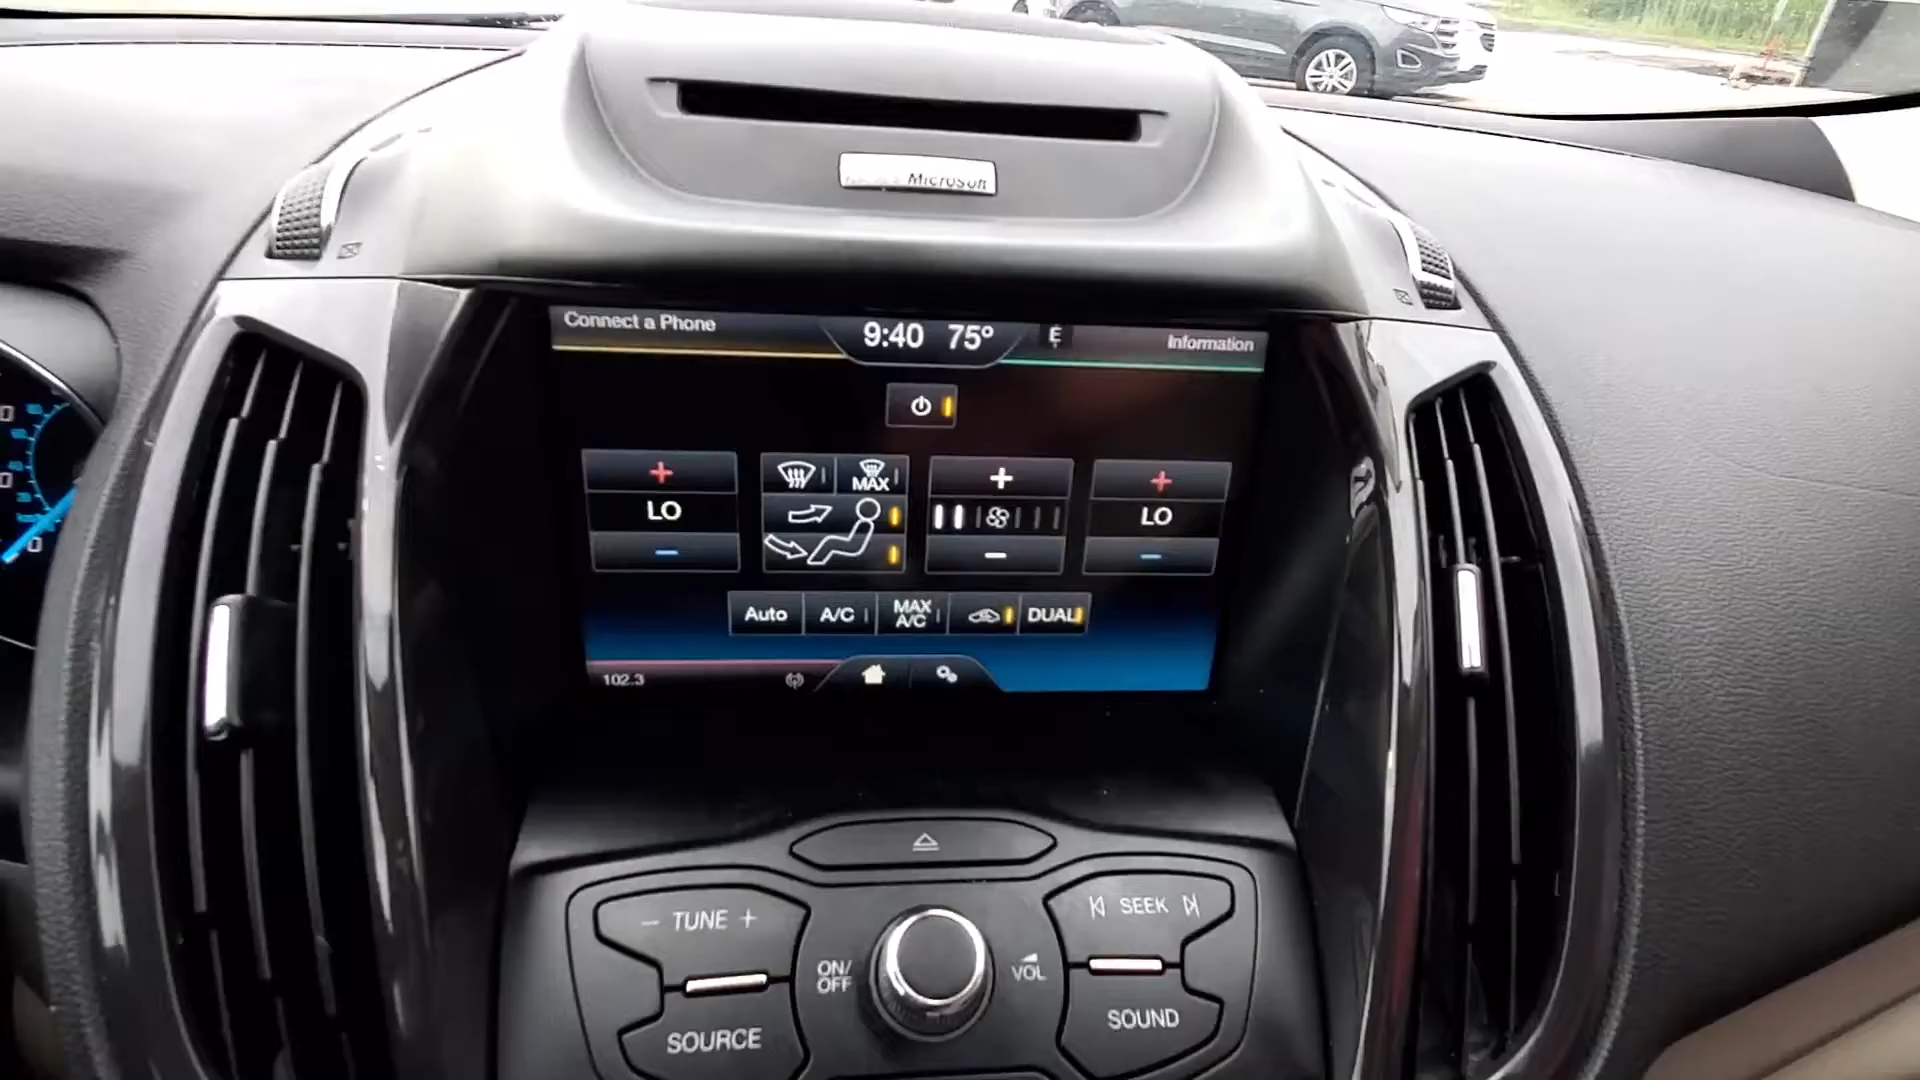 Microsoft
Connect a Phone
9:40 75°
E
Information
LO
MAX
LO
Auto
A/C
MAX A/C
DUAL
102.3
– TUNE +
SEEK
ON/
OFF
VOL
SOURCE
SOUND
0